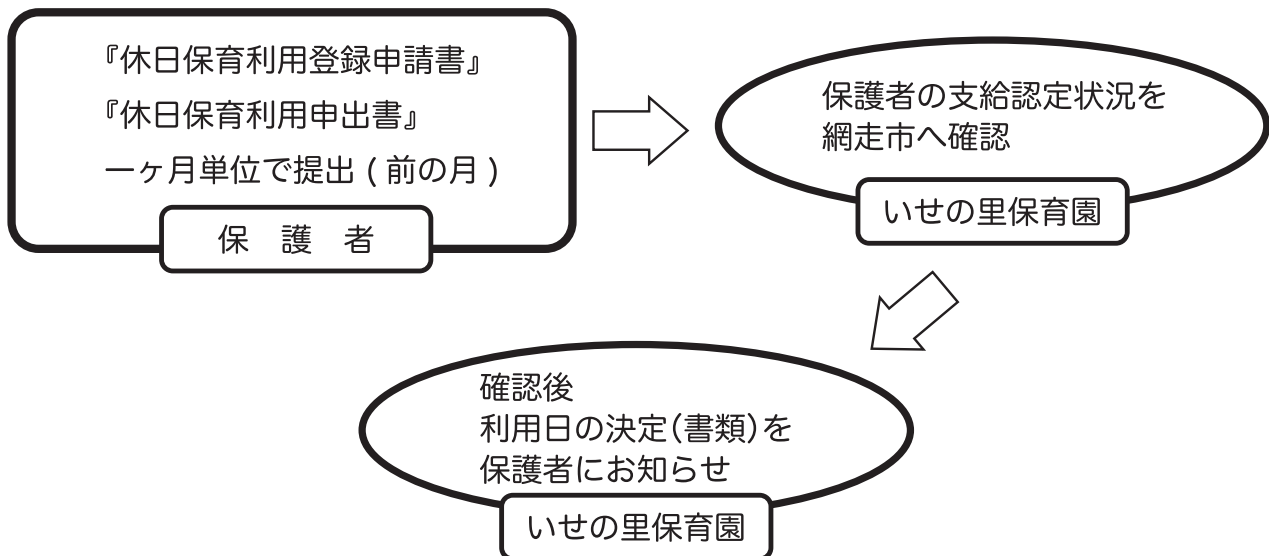 『休日保育利用登録申請書』
『休日保育利用申出書』
一ヶ月単位で提出 ( 前の月 )
保　護　者
保護者の支給認定状況を
網走市へ確認
いせの里保育園
確認後
利用日の決定(書類)を
保護者にお知らせ
いせの里保育園